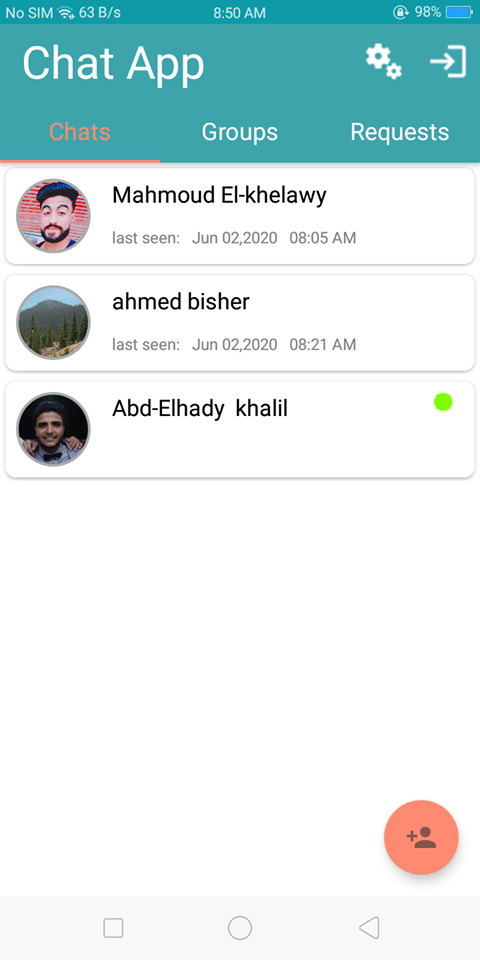 No SIM 63 B/s 8:50 AM 98%
Chat App
Chats Groups Requests
Mahmoud El-khelawy
last seen: Jun 02,2020 08:05 AM
ahmed bisher
last seen: Jun 02,2020 08:21 AM
Abd-Elhady khalil